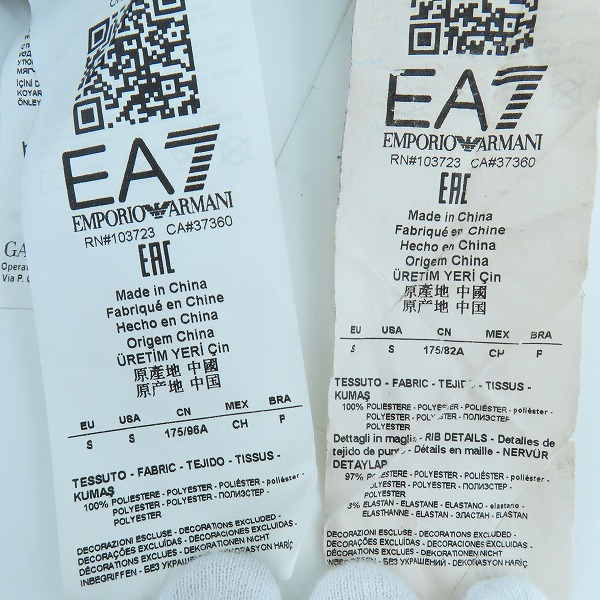 İÇİNİ D
KOYAR
ÖNLEY
GA
Operat
Via P. C
EA7
EMPORIO ARMANI
RN#103723 CA#37360
EAC
Made in China
Fabriqué en Chine
Hecho en China
Origem China
ÜRETIM YERİ Çin
原產地 中國
原产地 中国
EU USA CN MEX BRA
S S 175/96A CH P
TESSUTO - FABRIC - TEJIDO - TISSUS -
KUMAŞ
100% POLIESTERE - POLYESTER - POLIÉSTER - poliéster -
POLYESTER - POLYESTER - ПОЛИЭСТЕР -
POLYESTER
DECORAZIONI ESCLUSE - DECORATIONS EXCLUDED -
DECORAÇÕES EXCLUÍDAS - DECORACIONES EXCLUIDAS -
DÉCORATIONS EXCLUES - DEKORATIONEN NICHT
INBEGRIFFEN - БЕЗ УКРАШЕНИЙ - DEKORASYON HARİÇ
EA7
EMPORIO ARMANI
RN#103723 CA#37360
EAC
Made in China
Fabriqué en Chine
Hecho en China
Origem China
ÜRETIM YERİ Çin
原產地 中國
原产地 中国
EU USA CN MEX BRA
S S 175/82A CH P
TESSUTO - FABRIC - TEJIDO - TISSUS -
KUMAŞ
100% POLIESTERE - POLYESTER - POLIÉSTER - poliéster -
POLYESTER - POLYESTER - ПОЛИЭСТЕР -
POLYESTER
Dettagli in maglia - RIB DETAILS - Detalles de
tejido de punto - Détails en maille - NERVÜR
DETAYLAR
97% POLIESTERE - POLYESTER - POLIÉSTER - poliéster -
POLYESTER - POLYESTER - ПОЛИЭСТЕР -
POLYESTER
3% ELASTAN - ELASTANE - ELASTANO - elastano -
ELASTHANNE - ELASTAN - ЭЛАСТАН - ELASTAN
DECORAZIONI ESCLUSE - DECORATIONS EXCLUDED -
DECORAÇÕES EXCLUÍDAS - DECORACIONES EXCLUIDAS -
DÉCORATIONS EXCLUES - DEKORATIONEN NICHT
INBEGRIFFEN - БЕЗ УКРАШЕНИЙ - DEKORASYON HARİÇ